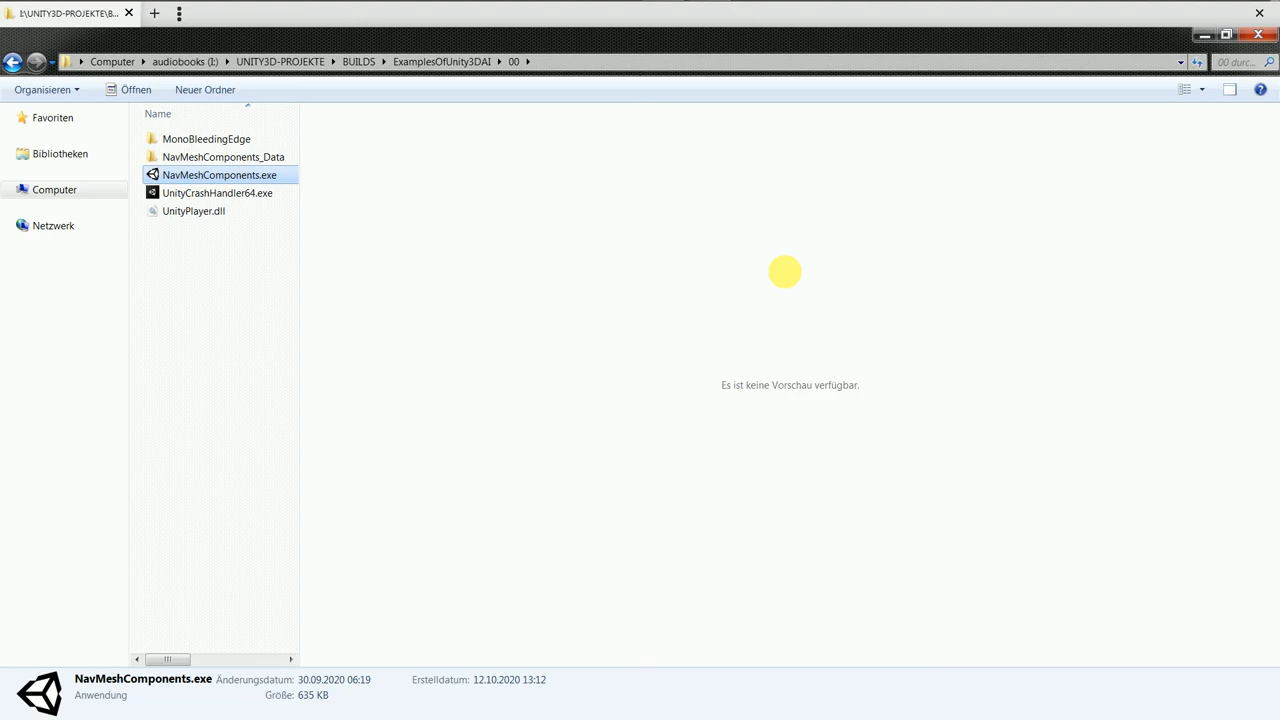 I:\UNITY3D-PROJEKTE\B...
Computer audiobooks (I:) UNITY3D-PROJEKTE BUILDS ExamplesOfUnity3DAI 00
00 durc...
Organisieren Öffnen Neuer Ordner
Favoriten
Bibliotheken
Computer
Netzwerk
Name
MonoBleedingEdge
NavMeshComponents_Data
NavMeshComponents.exe
UnityCrashHandler64.exe
UnityPlayer.dll
Es ist keine Vorschau verfügbar.
NavMeshComponents.exe Änderungsdatum: 30.09.2020 06:19 Erstelldatum: 12.10.2020 13:12
Anwendung Größe: 635 KB